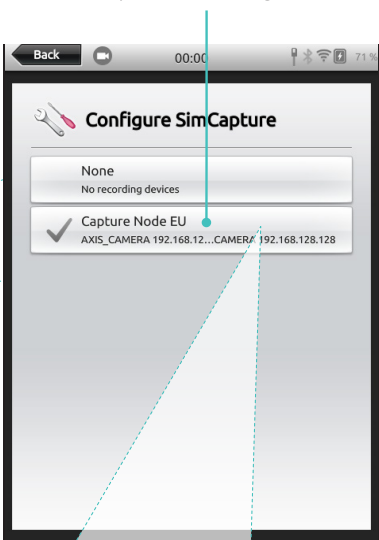 Back
00:00
71 %
Configure SimCapture
None
No recording devices
Capture Node EU
AXIS_CAMERA 192.168.12...CAMERA 192.168.128.128